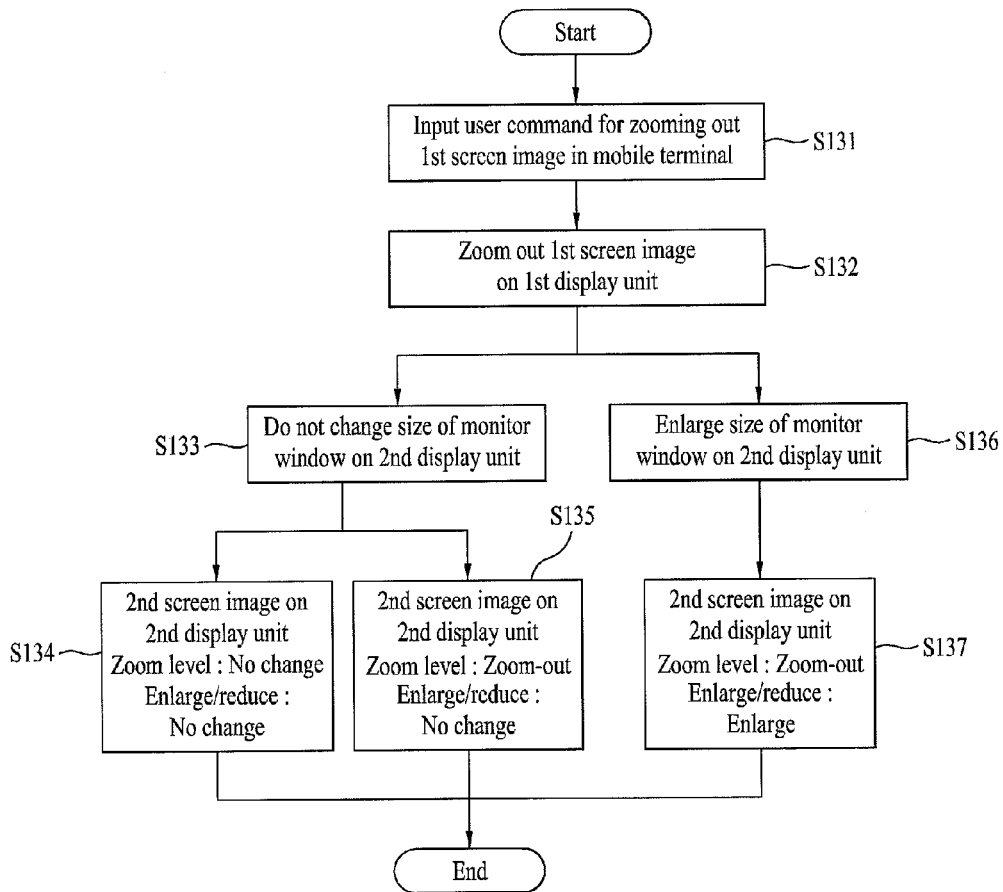 Start
Input user command for zooming out
1st screen image in mobile terminal
S131
Zoom out 1st screen image
on 1st display unit
S132
S133
Do not change size of monitor
window on 2nd display unit
Enlarge size of monitor
window on 2nd display unit
S136
S135
S134
2nd screen image on
2nd display unit
Zoom level : No change
Enlarge/reduce :
No change
2nd screen image on
2nd display unit
Zoom level : Zoom-out
Enlarge/reduce :
No change
2nd screen image on
2nd display unit
Zoom level : Zoom-out
Enlarge/reduce :
Enlarge
S137
End